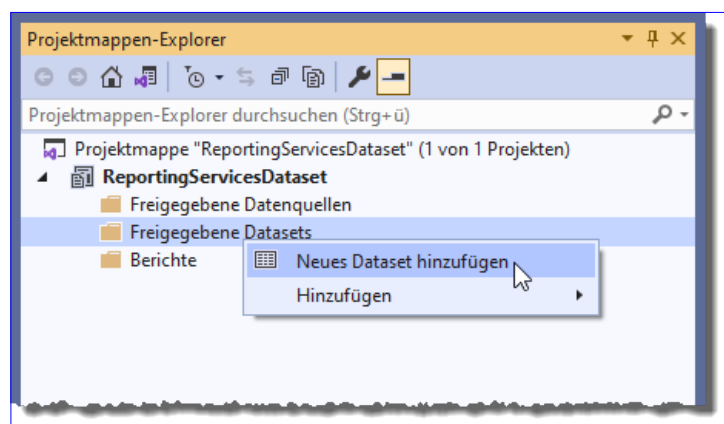 Projektmappen-Explorer
Projektmappen-Explorer durchsuchen (Strg+ü)
Projektmappe "ReportingServicesDataset" (1 von 1 Projekten)
ReportingServicesDataset
Freigegebene Datenquellen
Freigegebene Datasets
Neues Dataset hinzufügen
Berichte
Hinzufügen